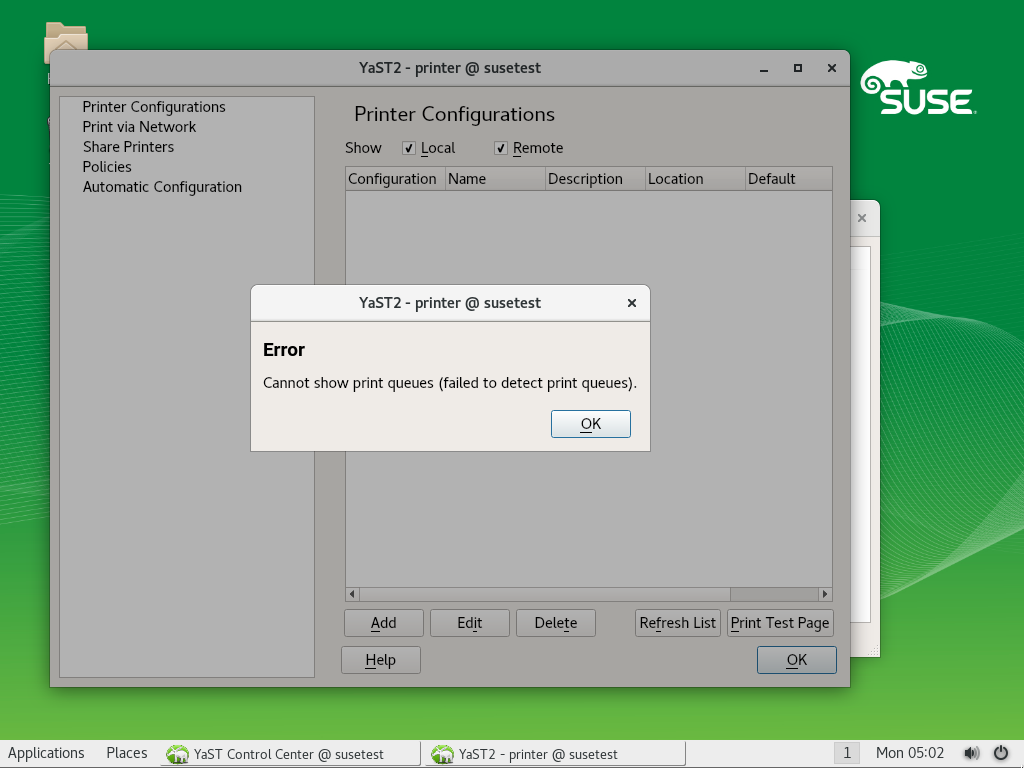 YaST2 - printer @ susetest
SUSE
Printer Configurations
Print via Network
Share Printers
Policies
Automatic Configuration
Printer Configurations
Show Local Remote
Configuration Name Description Location Default
YaST2 - printer @ susetest
Error
Cannot show print queues (failed to detect print queues).
OK
Add Edit Delete Refresh List Print Test Page
Help OK
Applications Places YaST Control Center @ susetest YaST2 - printer @ susetest 1 Mon 05:02